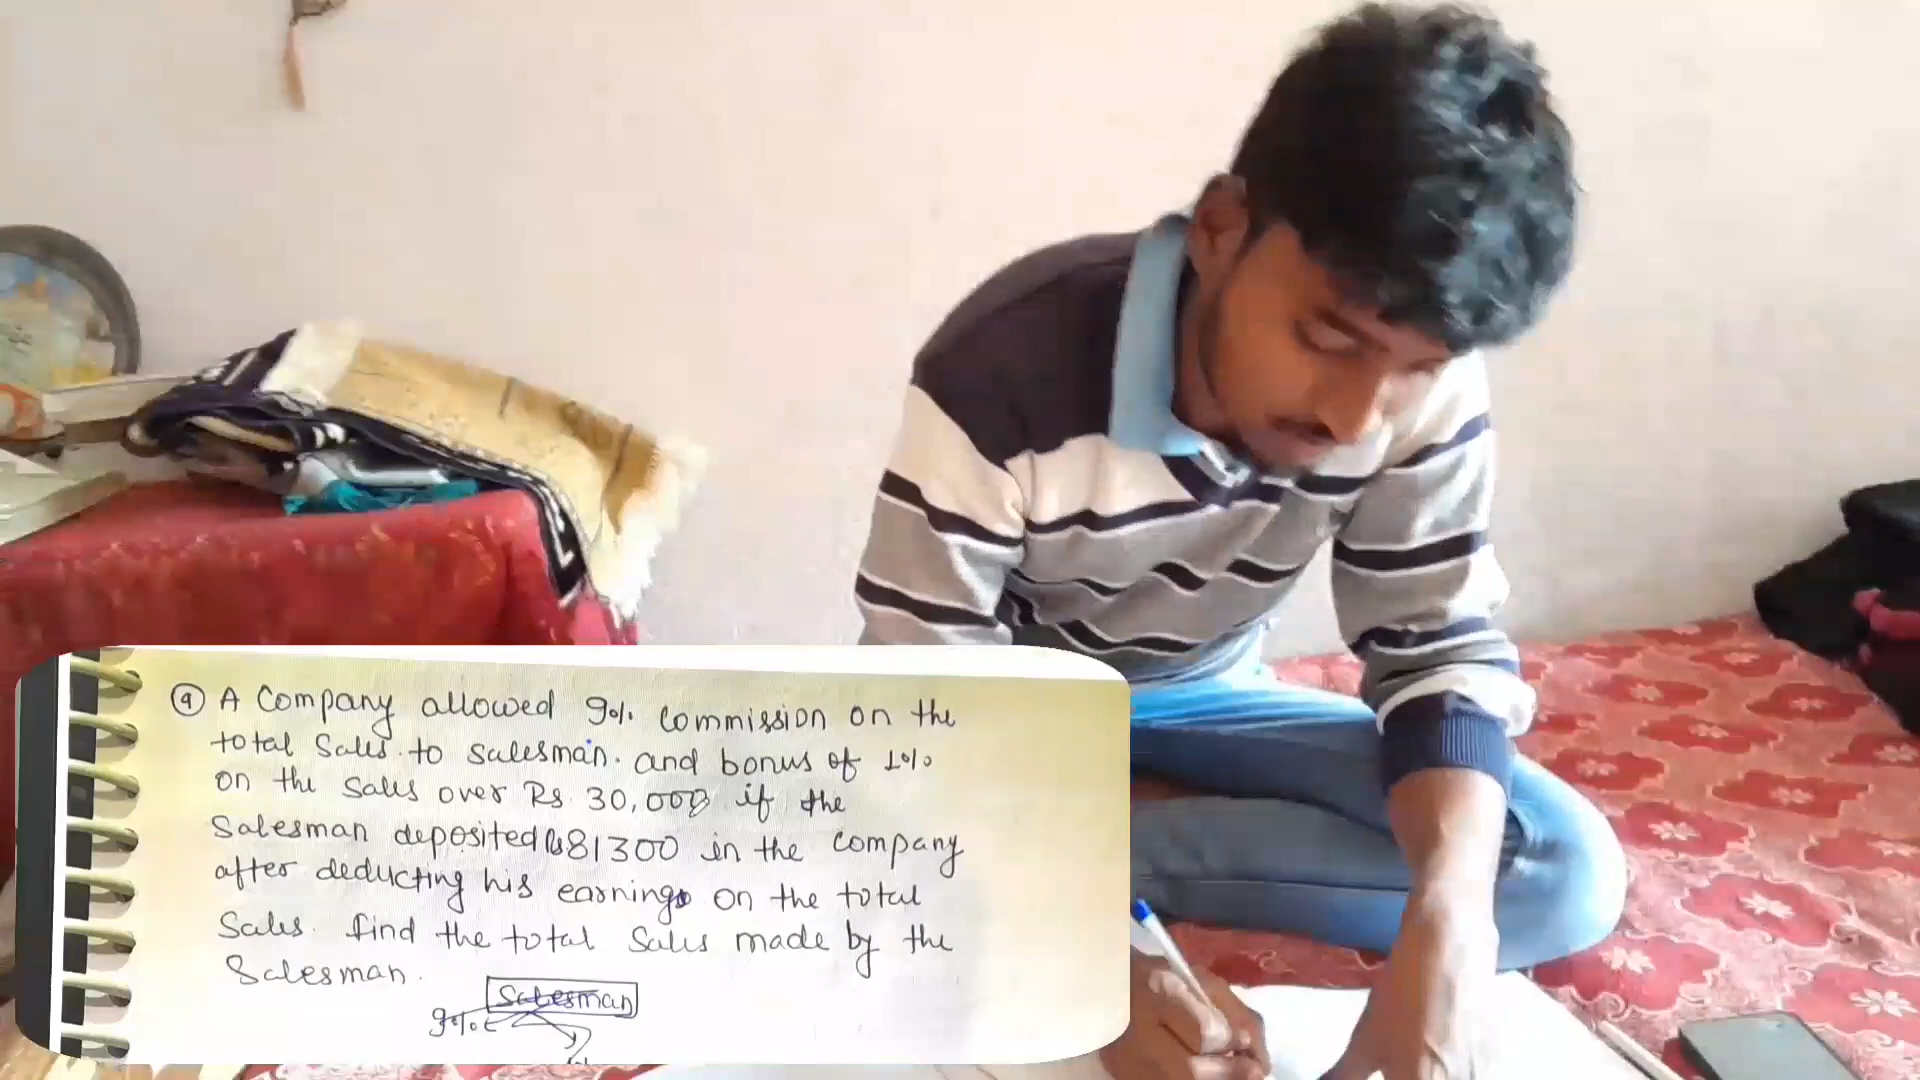 9 A Company allowed 9% Commission on the
total Sales. to salesman. and bonus of 1%
on the sales over Rs. 30,000 if the
Salesman deposited Rs 81300 in the company
after deducting his earnings on the total
Sales. find the total Sales made by the
Salesman.
Salesman
9%